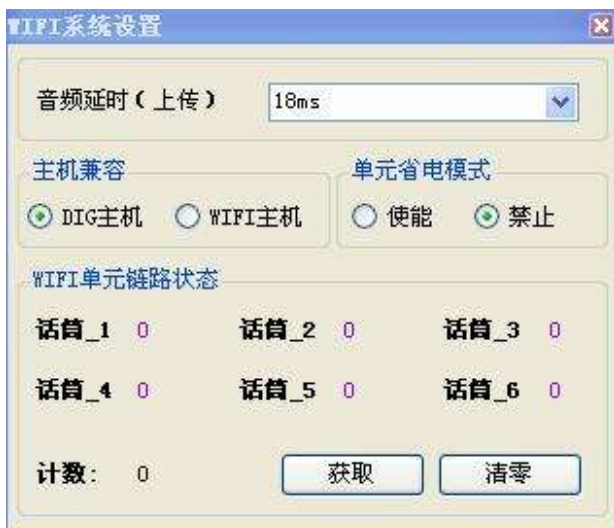 WIFI系统设置
音频延时(上传) 18ms
主机兼容 单元省电模式
DIG主机 WIFI主机 使能 禁止
WIFI单元链路状态
话筒_1 0 话筒_2 0 话筒_3 0
话筒_4 0 话筒_5 0 话筒_6 0
计数: 0 获取 清零